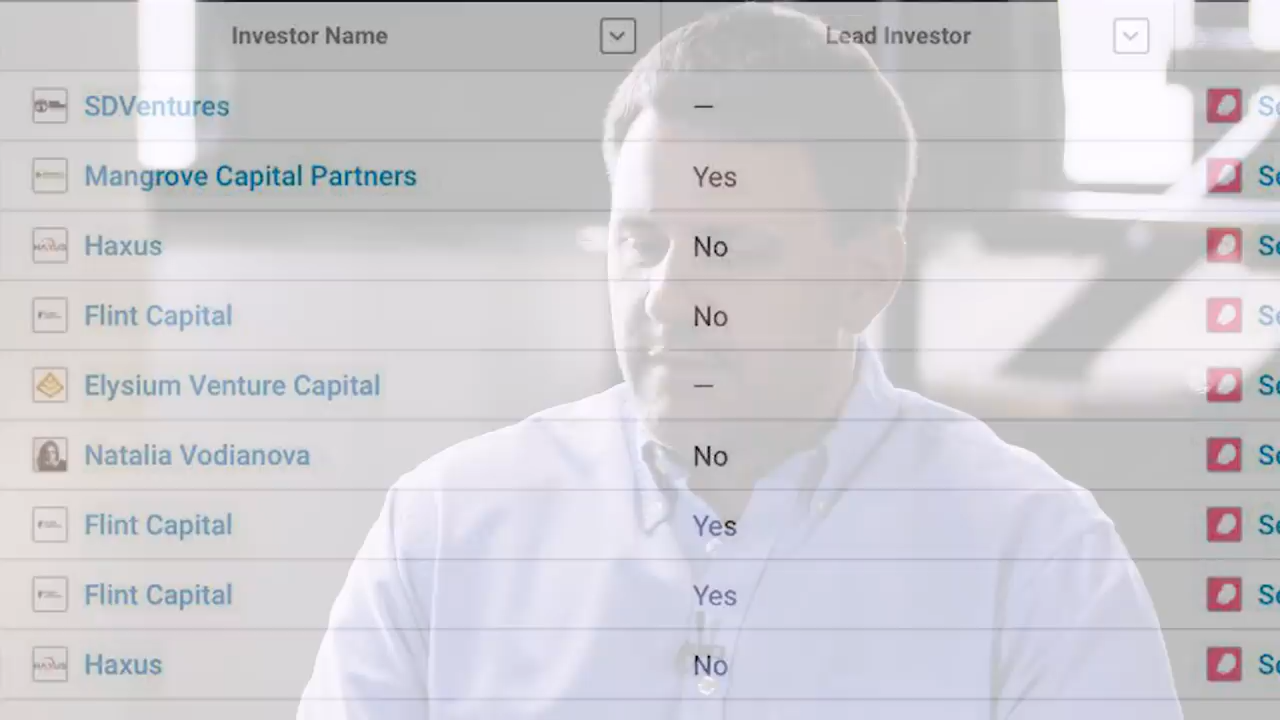 Investor Name Lead Investor
SDVentures —
Mangrove Capital Partners Yes
Haxus No
Flint Capital No
Elysium Venture Capital —
Natalia Vodianova No
Flint Capital Yes
Flint Capital Yes
Haxus No